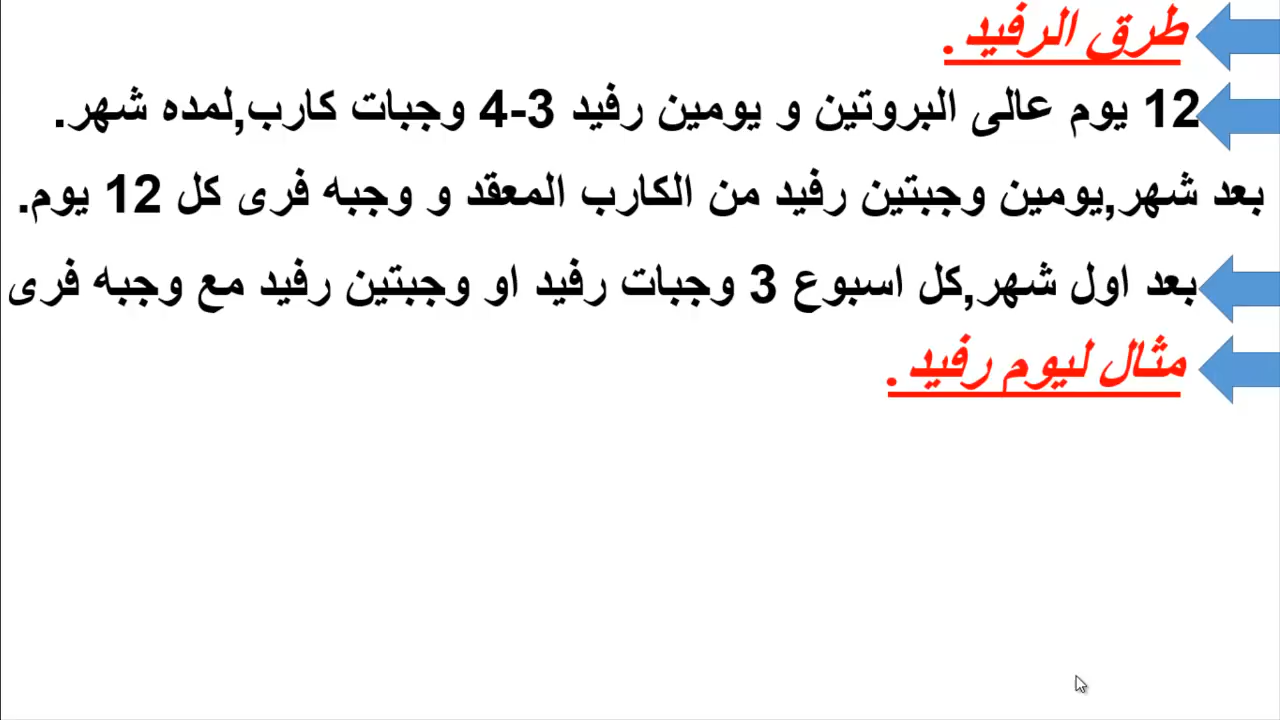 طرق الرفيد .
12 يوم عالى البروتين و يومين رفيد 3-4 وجبات كارب,لمده شهر.
بعد شهر,يومين وجبتين رفيد من الكارب المعقد و وجبه فرى كل 12 يوم.
بعد اول شهر,كل اسبوع 3 وجبات رفيد او وجبتين رفيد مع وجبه فرى
مثال ليوم رفيد .